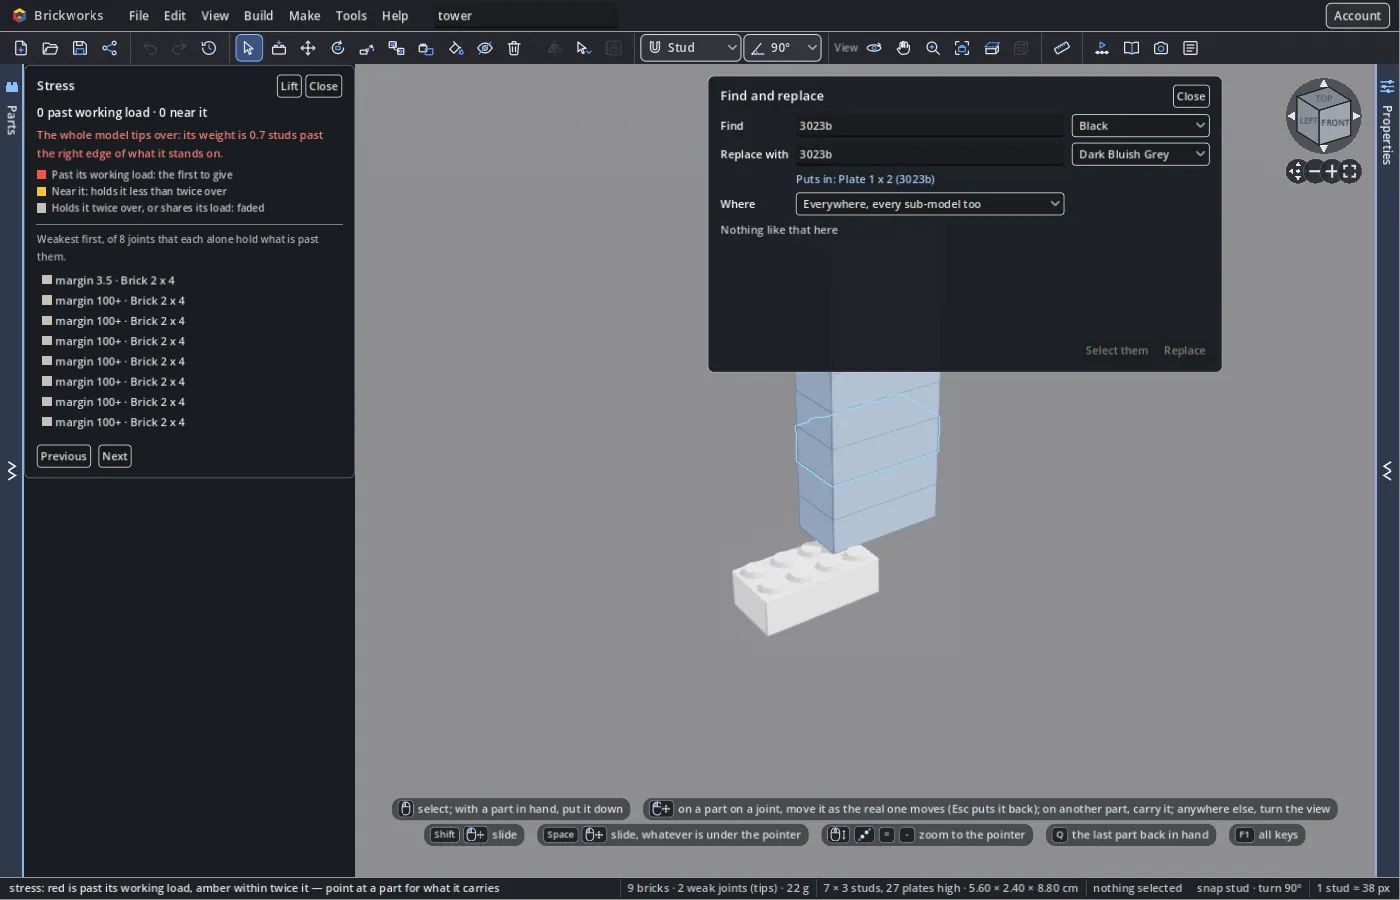 Brickworks File Edit View Build Make Tools Help tower Account
Stud 90° View
Parts
Stress Lift Close
0 past working load · 0 near it
The whole model tips over: its weight is 0.7 studs past
the right edge of what it stands on.
Past its working load: the first to give
Near it: holds it less than twice over
Holds it twice over, or shares its load: faded
Weakest first, of 8 joints that each alone hold what is past
them.
margin 3.5 · Brick 2 x 4
margin 100+ · Brick 2 x 4
margin 100+ · Brick 2 x 4
margin 100+ · Brick 2 x 4
margin 100+ · Brick 2 x 4
margin 100+ · Brick 2 x 4
margin 100+ · Brick 2 x 4
margin 100+ · Brick 2 x 4
Previous Next
Find and replace Close
Find 3023b Black
Replace with 3023b Dark Bluish Grey
Puts in: Plate 1 x 2 (3023b)
Where Everywhere, every sub-model too
Nothing like that here
Select them Replace
TOP
LEFT FRONT
Properties
select; with a part in hand, put it down on a part on a joint, move it as the real one moves (Esc puts it back); on another part, carry it; anywhere else, turn the view
Shift slide Space slide, whatever is under the pointer = - zoom to the pointer Q the last part back in hand F1 all keys
stress: red is past its working load, amber within twice it — point at a part for what it carries 9 bricks · 2 weak joints (tips) · 22 g 7 × 3 studs, 27 plates high · 5.60 × 2.40 × 8.80 cm nothing selected snap stud · turn 90° 1 stud ≈ 38 px